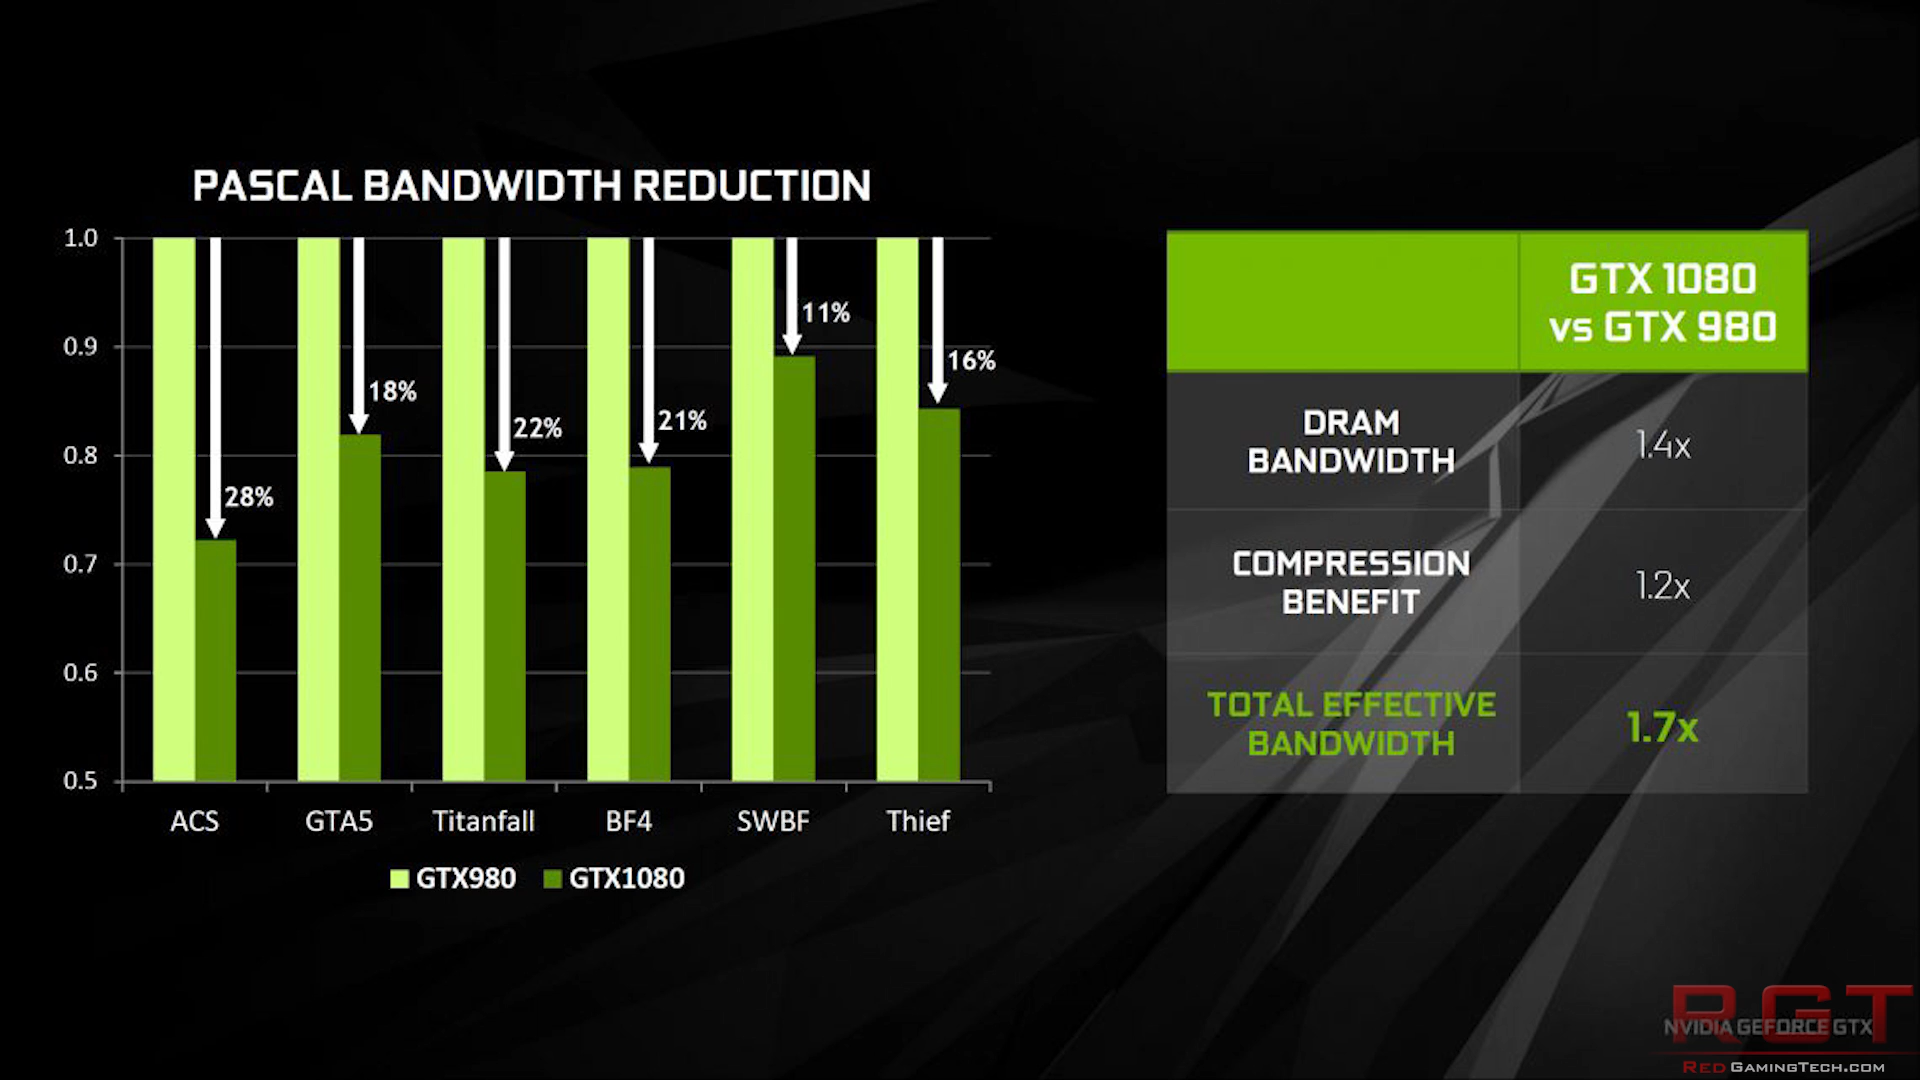 PASCAL BANDWIDTH REDUCTION
1.0
0.9
0.8
0.7
0.6
0.5
28%
18%
22%
21%
11%
16%
ACS GTA5 Titanfall BF4 SWBF Thief
GTX980 GTX1080
GTX 1080
vs GTX 980
DRAM
BANDWIDTH
1.4x
COMPRESSION
BENEFIT
1.2x
TOTAL EFFECTIVE
BANDWIDTH
1.7x
RGT
NVIDIA GEFORCE GTX
REDGAMINGTECH.COM